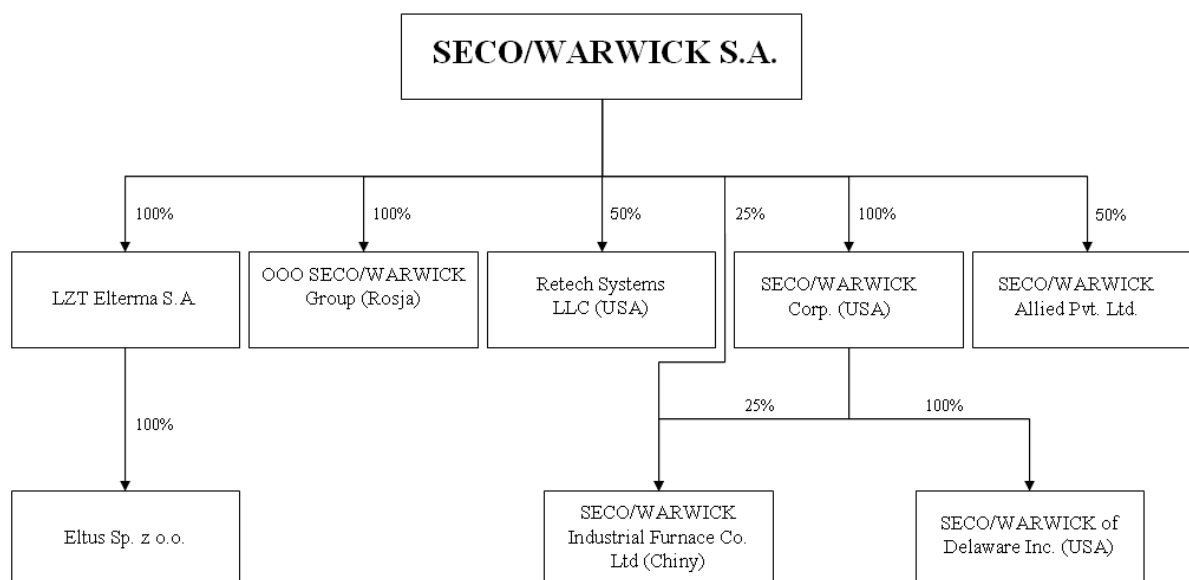 SECO/WARWICK S.A.
100%
100%
50%
25%
100%
50%
LZT Elterma S.A.
OOO SECO/WARWICK
Group (Rosja)
Retech Systems
LLC (USA)
SECO/WARWICK
Corp. (USA)
SECO/WARWICK
Allied Pvt. Ltd.
100%
25%
100%
Eltus Sp. z o.o.
SECO/WARWICK
Industrial Furnace Co.
Ltd (Chiny)
SECO/WARWICK of
Delaware Inc. (USA)